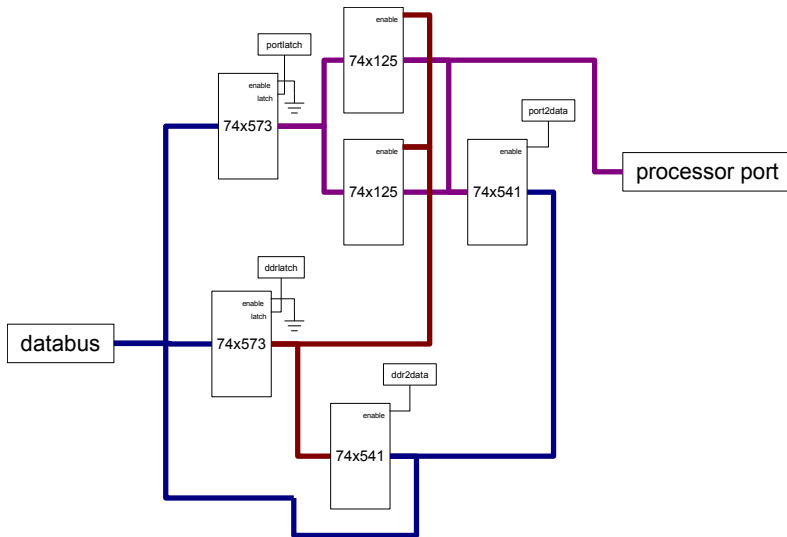 enable
74x125
portlatch
enable
latch
74x573
port2data
enable
74x125
enable
74x541
processor port
ddrlatch
enable
latch
74x573
databus
ddr2data
enable
74x541